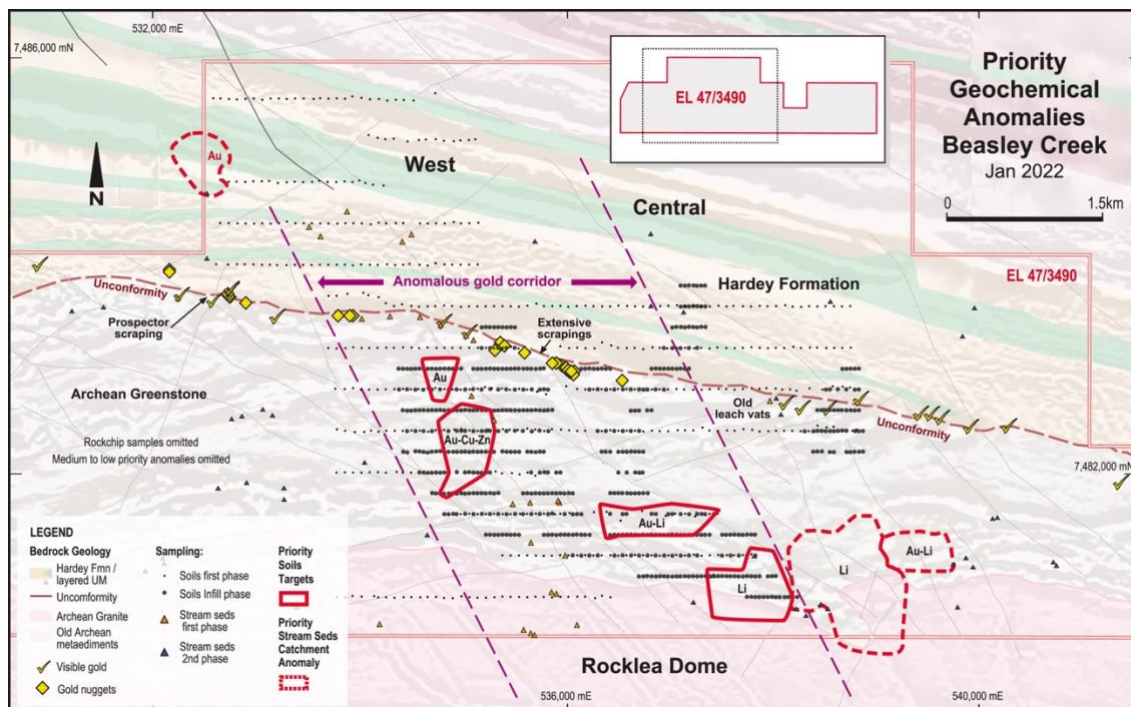 532,000 mE
7,486,000 mN
EL 47/3490
Priority
Geochemical
Anomalies
Beasley Creek
Jan 2022
0 1.5km
N
Au
West
Central
EL 47/3490
Unconformity
Anomalous gold corridor
Hardey Formation
Prospector
scraping
Extensive
scrapings
Au
Archean Greenstone
Old
leach vats
Unconformity
Au-Cu-Zn
Rockchip samples omitted
Medium to low priority anomalies omitted
7,482,000 mN
Au-Li
Au-Li
Li
Li
LEGEND
Bedrock Geology
Hardey Fmn /
layered UM
Uncomformity
Archean Granite
Old Archean
metaediments
Visible gold
Gold nuggets
Sampling:
Soils first phase
Soils Infill phase
Stream seds
first phase
Stream seds
2nd phase
Priority
Soils
Targets
Priority
Stream Seds
Catchment
Anomaly
Rocklea Dome
536,000 mE
540,000 mE